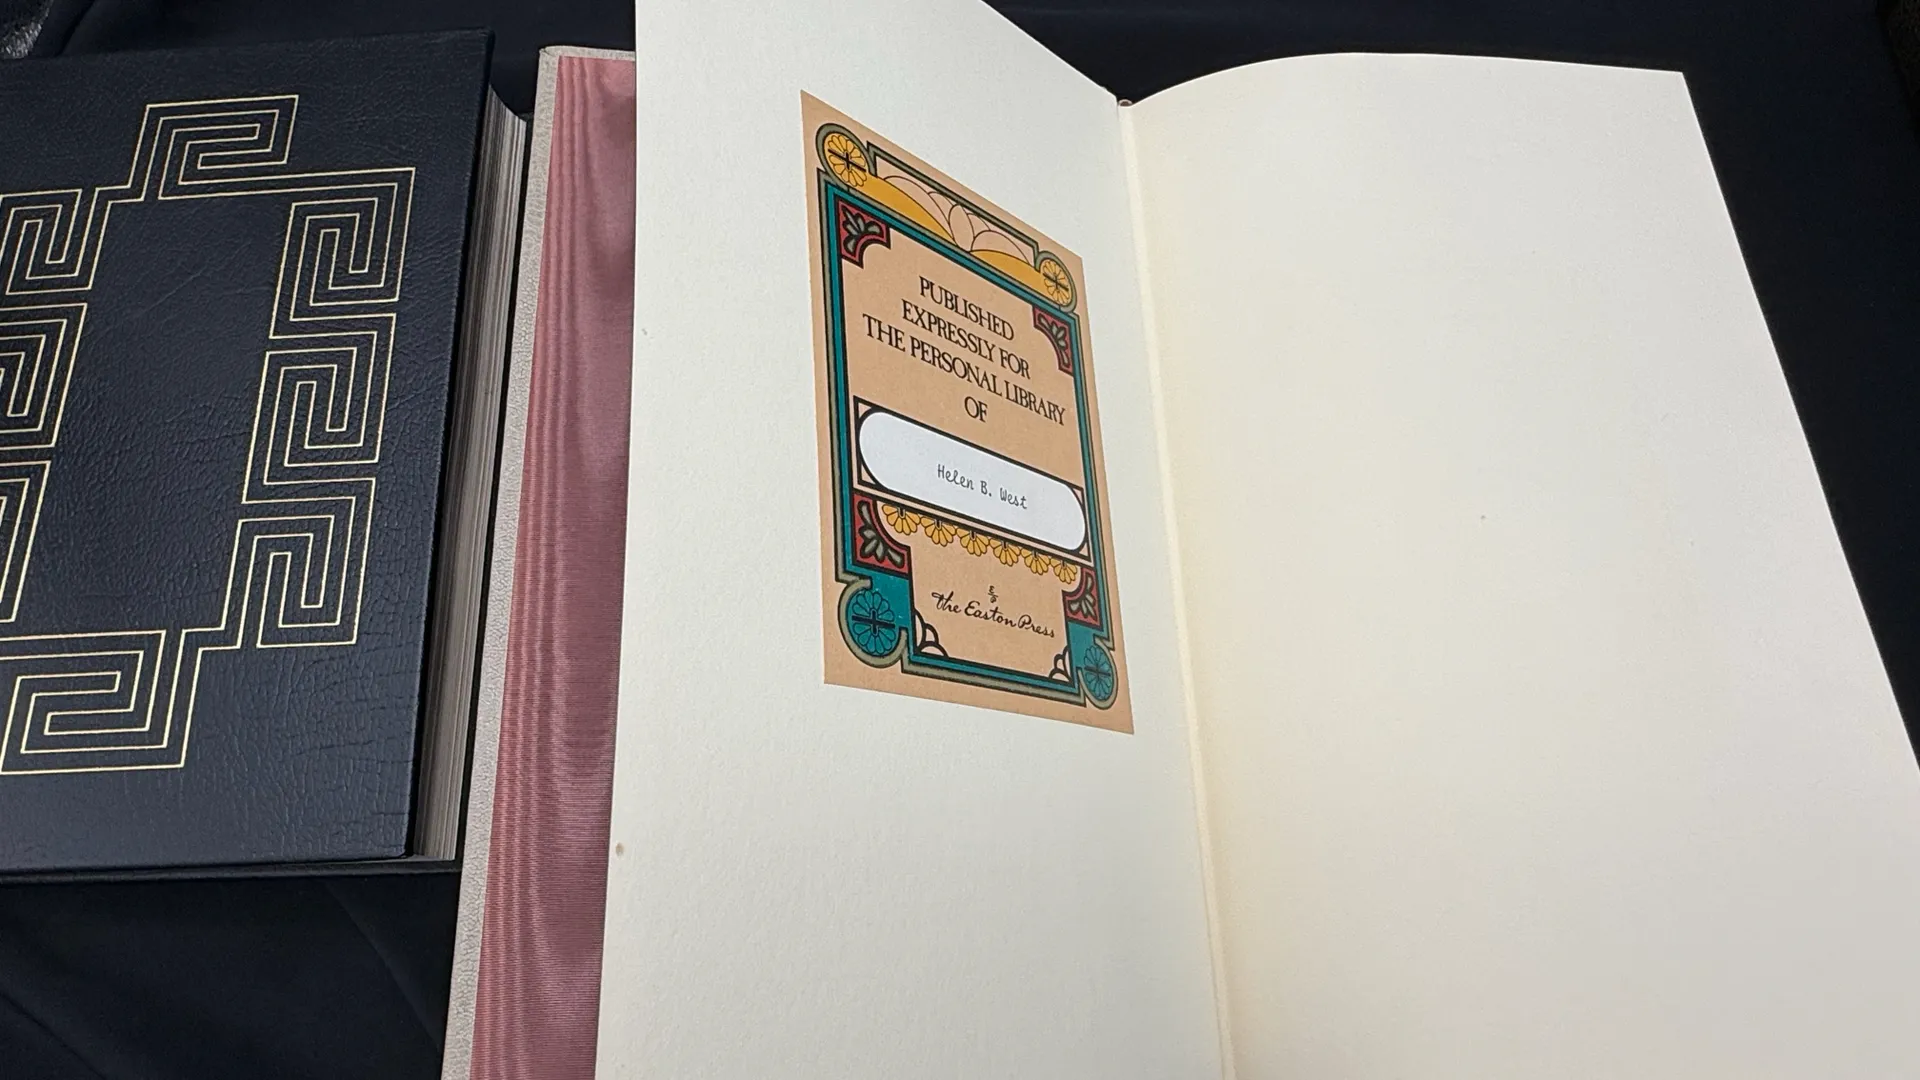 PUBLISHED
EXPRESSLY FOR
THE PERSONAL LIBRARY
OF
Helen B. West
The Easton Press